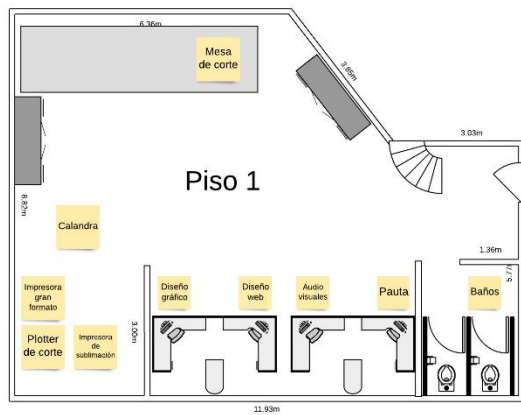 6.36m
Mesa
de corte
3.85m
3.03m
Piso 1
8.82m
Calandra
1.36m
5.77m
Impresora
gran
formato
Diseño
gráfico
Diseño
web
Audio
visuales
Pauta
Baños
Plotter
de corte
Impresora
de
sublimación
3.00m
11.93m